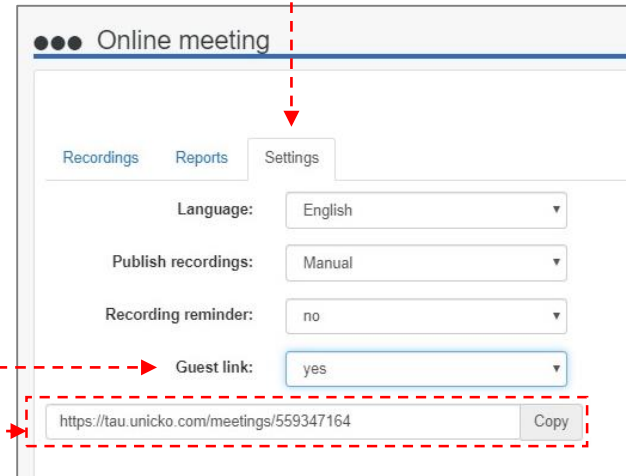 Online meeting
Recordings Reports Settings
Language: English
Publish recordings: Manual
Recording reminder: no
Guest link: yes
https://tau.unicko.com/meetings/559347164 Copy